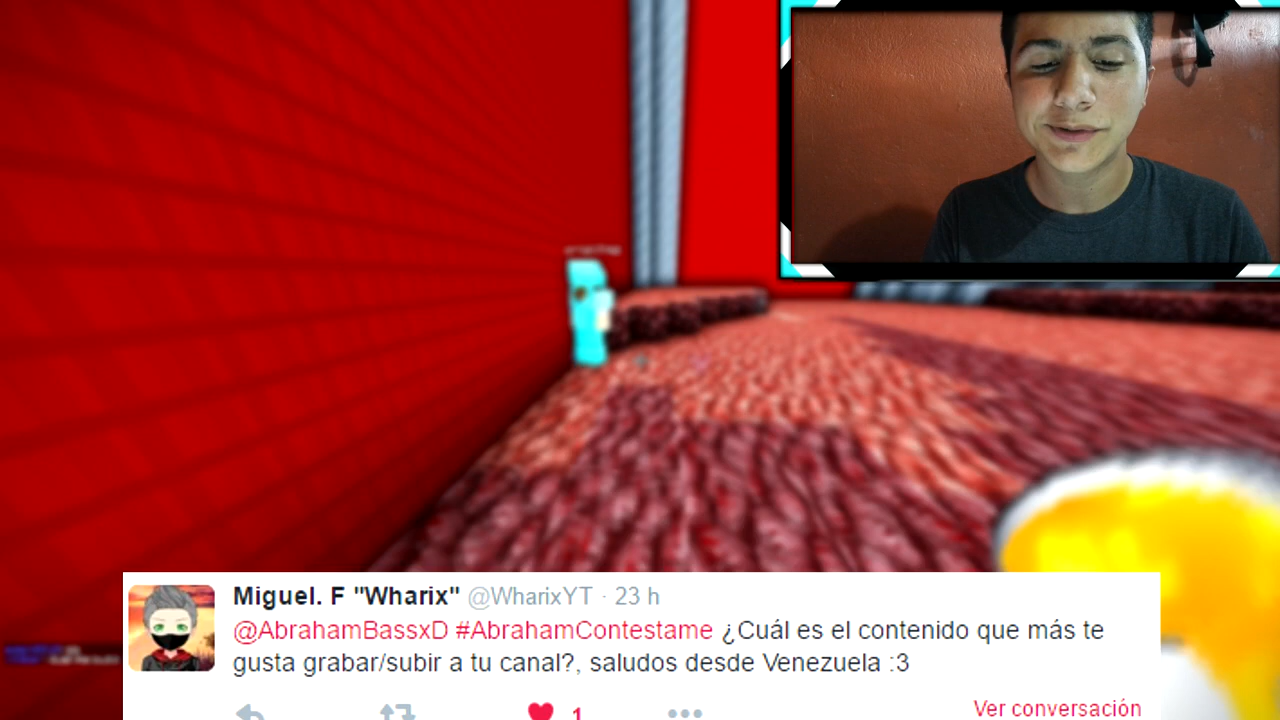 Miguel. F "Wharix" @WharixYT · 23 h
@AbrahamBassxD #AbrahamContestame ¿Cuál es el contenido que más te
gusta grabar/subir a tu canal?, saludos desde Venezuela :3
1
Ver conversación